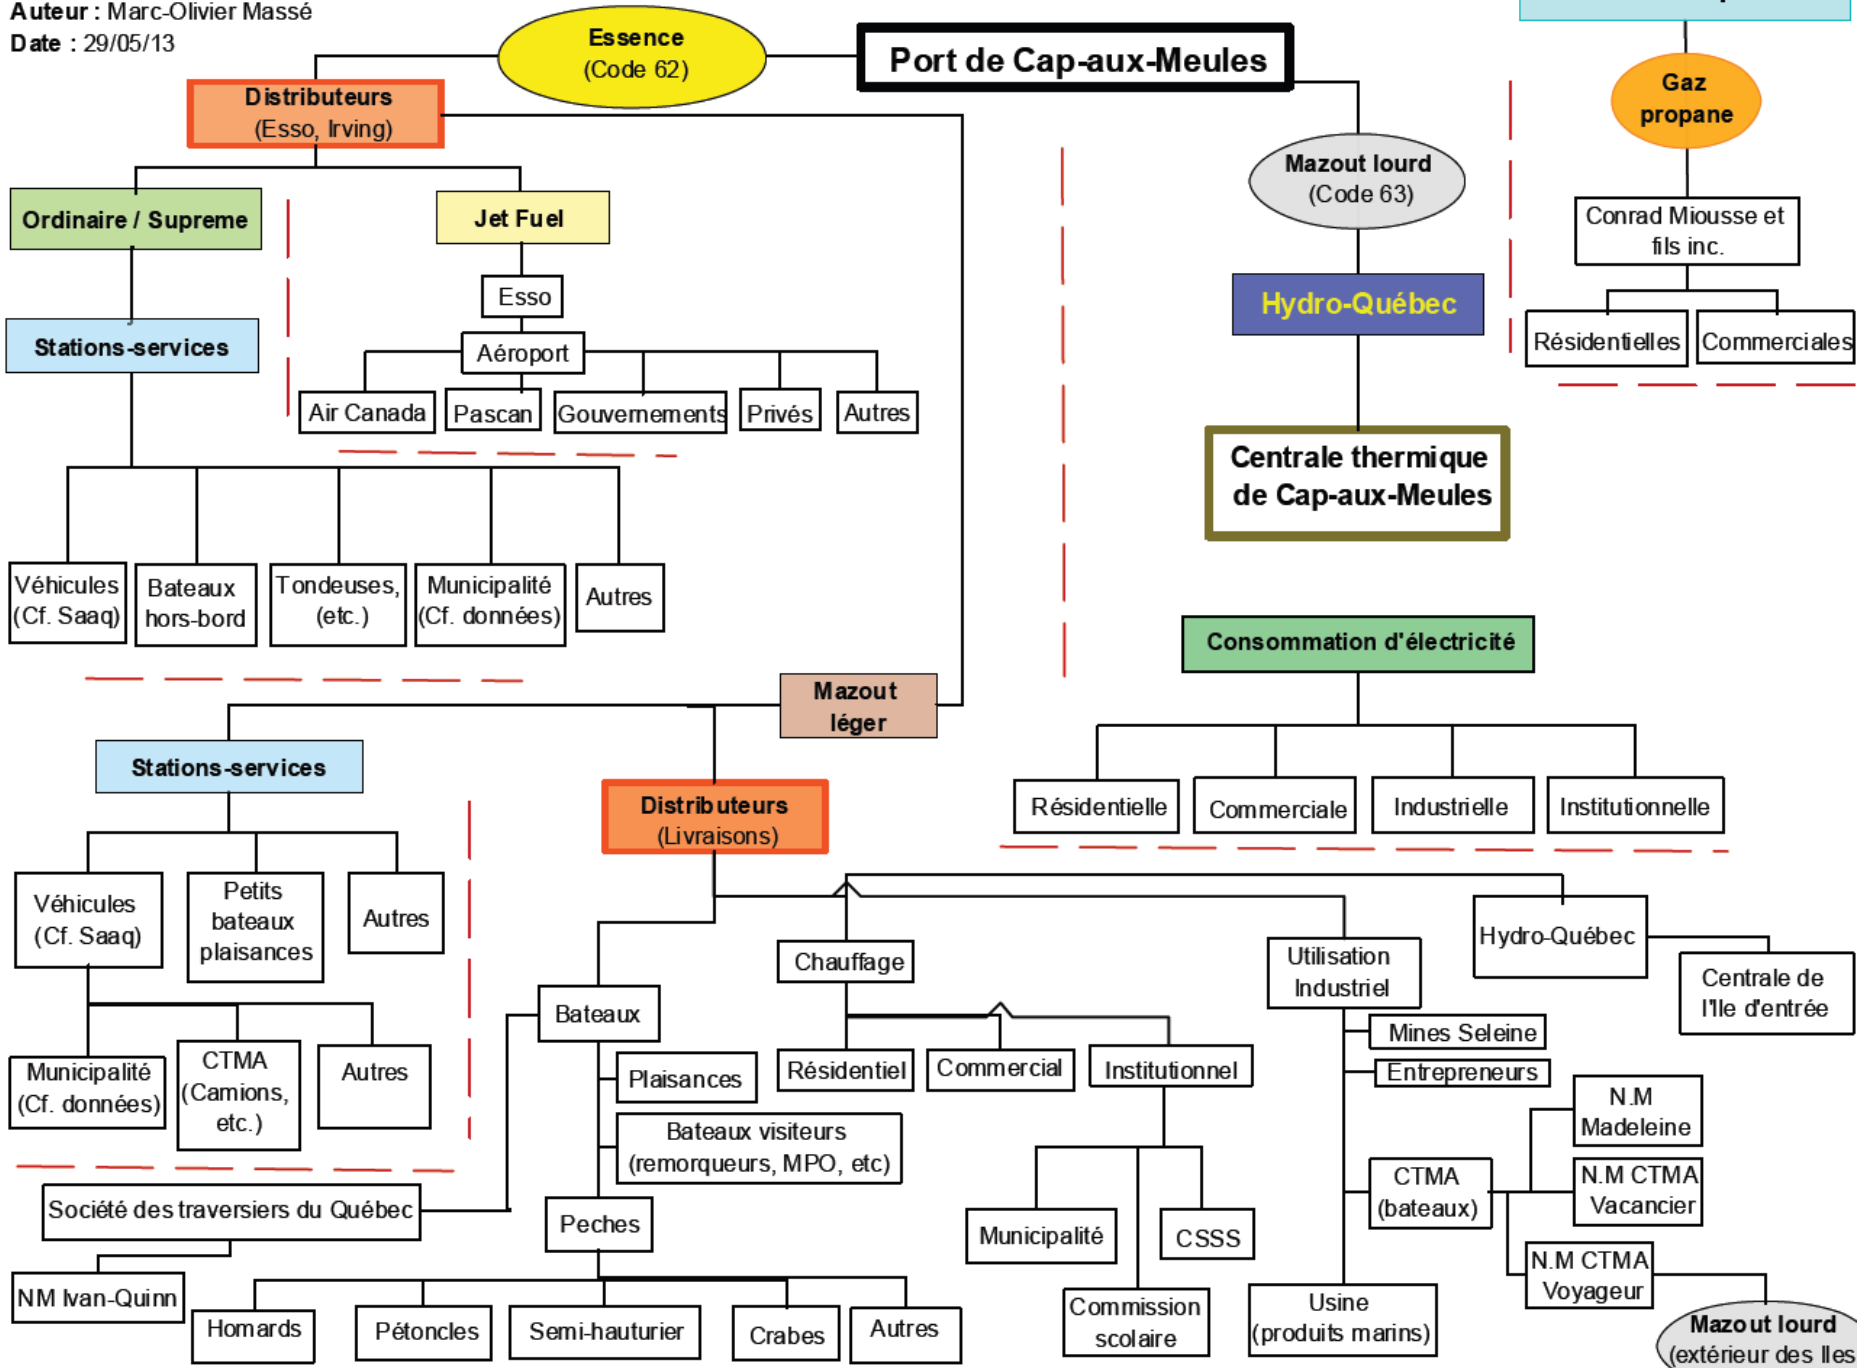 Auteur : Marc-Olivier Massé
Date : 29/05/13
Essence
(Code 62)
Port de Cap-aux-Meules
Distributeurs
(Esso, Irving)
Gaz
propane
Mazout lourd
(Code 63)
Ordinaire / Supreme
Jet Fuel
Conrad Miousse et
fils inc.
Esso
Hydro-Québec
Stations-services
Aéroport
Résidentielles
Commerciales
Air Canada
Pascan
Gouvernements
Privés
Autres
Centrale thermique
de Cap-aux-Meules
Véhicules
(Cf. Saaq)
Bateaux
hors-bord
Tondeuses,
(etc.)
Municipalité
(Cf. données)
Autres
Consommation d'électricité
Mazout
léger
Stations-services
Distributeurs
(Livraisons)
Résidentielle
Commerciale
Industrielle
Institutionnelle
Véhicules
(Cf. Saaq)
Petits
bateaux
plaisances
Autres
Chauffage
Utilisation
Industriel
Hydro-Québec
Centrale de
l'Ile d'entrée
Bateaux
Municipalité
(Cf. données)
CTMA
(Camions,
etc.)
Autres
Plaisances
Résidentiel
Commercial
Institutionnel
Mines Seleine
Entrepreneurs
Bateaux visiteurs
(remorqueurs, MPO, etc)
N.M
Madeleine
CTMA
(bateaux)
N.M CTMA
Vacancier
Société des traversiers du Québec
Peches
Municipalité
CSSS
N.M CTMA
Voyageur
NM Ivan-Quinn
Homards
Pétoncles
Semi-hauturier
Crabes
Autres
Commission
scolaire
Usine
(produits marins)
Mazout lourd
(extérieur des Iles